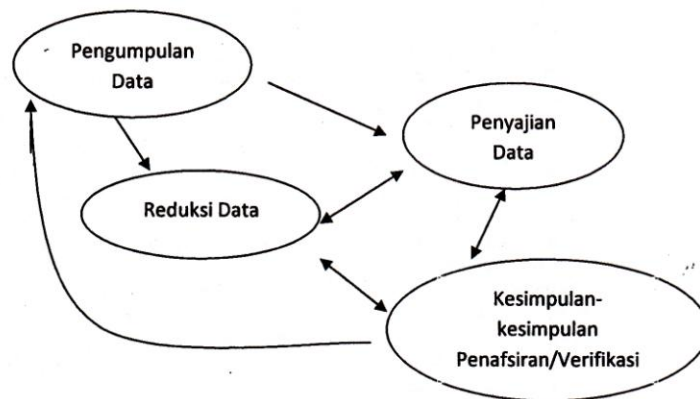 Pengumpulan
Data
Penyajian
Data
Reduksi Data
Kesimpulan-
kesimpulan
Penafsiran/Verifikasi